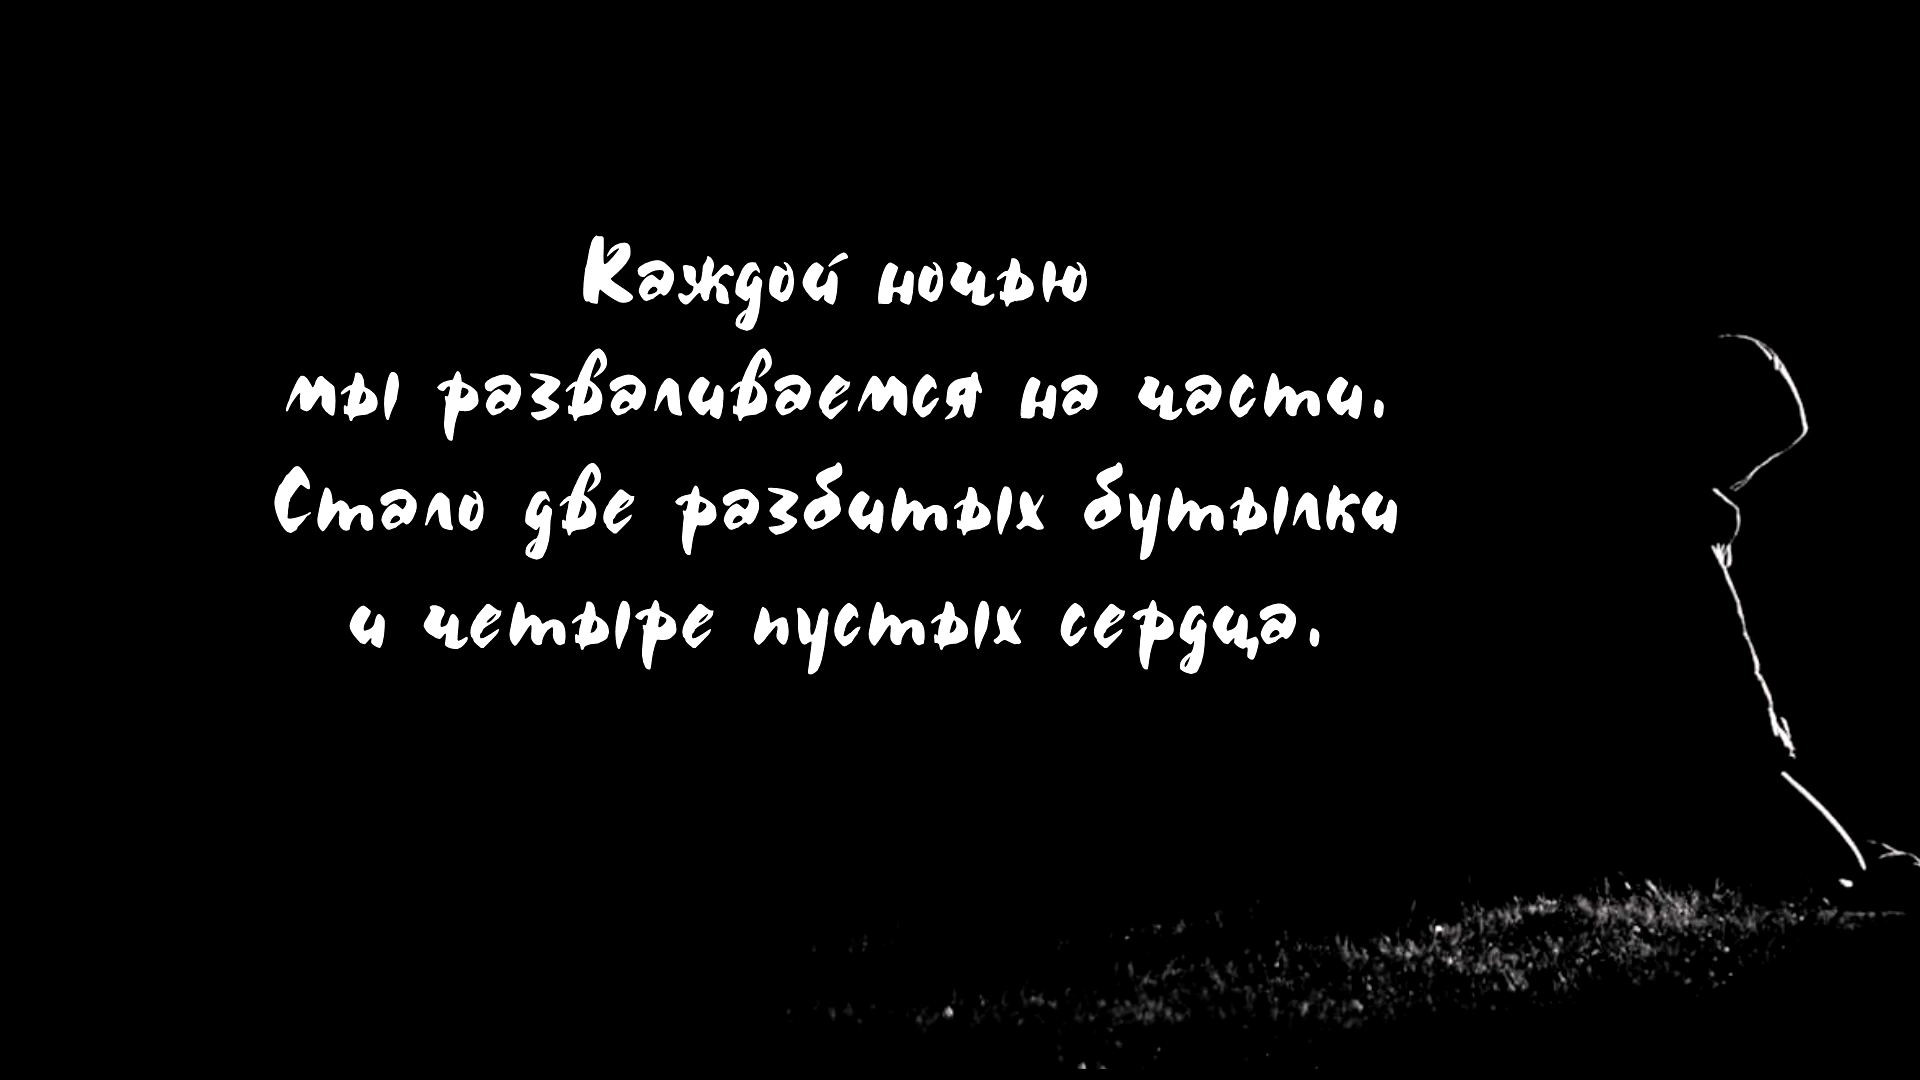 Каждой ночью
мы разваливаемся на части.
Стало две разбитых бутылки
и четыре пустых сердца.